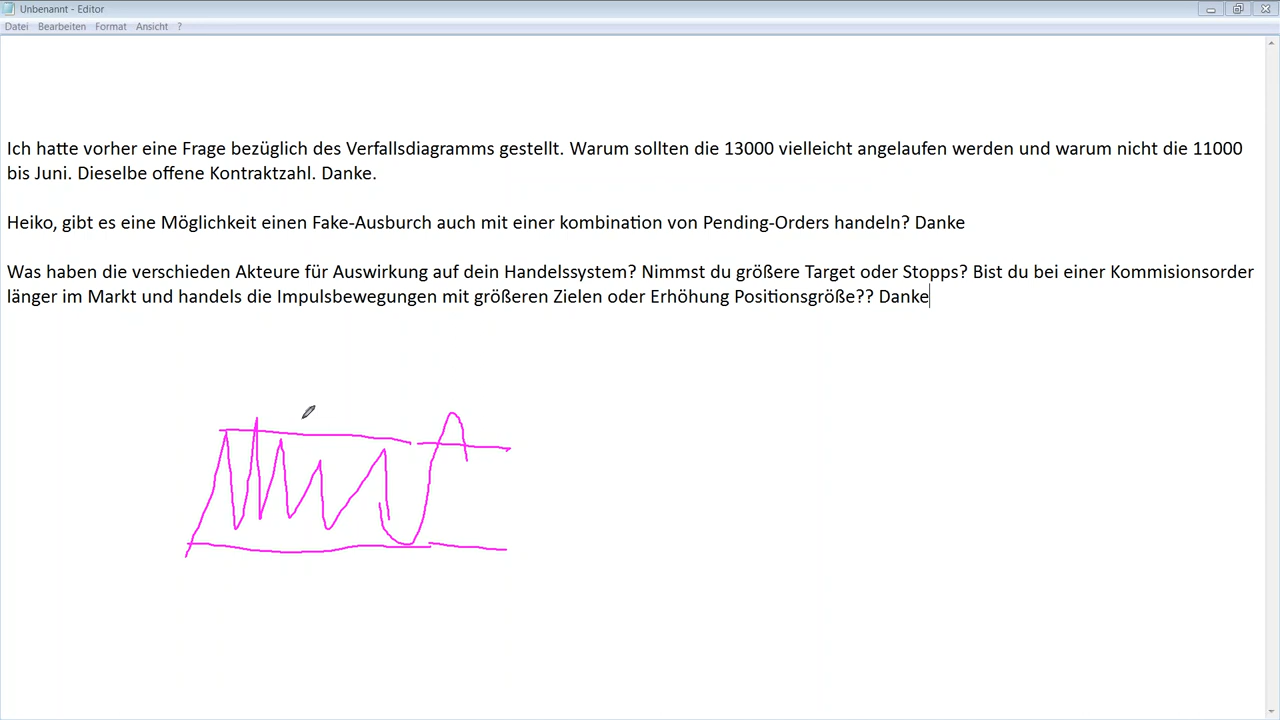 Unbenannt - Editor
Datei Bearbeiten Format Ansicht ?
Ich hatte vorher eine Frage bezüglich des Verfallsdiagramms gestellt. Warum sollten die 13000 vielleicht angelaufen werden und warum nicht die 11000
bis Juni. Dieselbe offene Kontraktzahl. Danke.
Heiko, gibt es eine Möglichkeit einen Fake-Ausburch auch mit einer kombination von Pending-Orders handeln? Danke
Was haben die verschieden Akteure für Auswirkung auf dein Handelssystem? Nimmst du größere Target oder Stopps? Bist du bei einer Kommisionsorder
länger im Markt und handels die Impulsbewegungen mit größeren Zielen oder Erhöhung Positionsgröße?? Danke